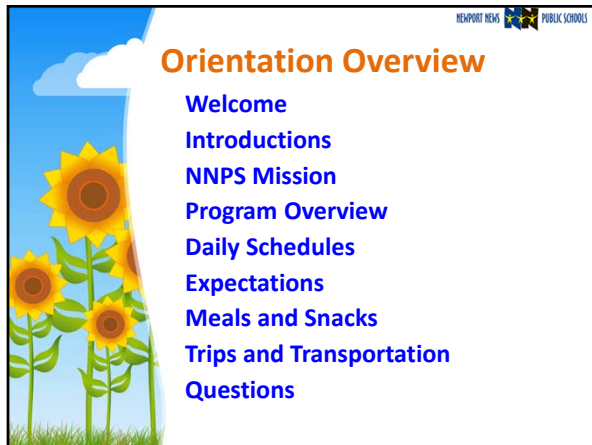 NEWPORT NEWS NN PUBLIC SCHOOLS
Orientation Overview
Welcome
Introductions
NNPS Mission
Program Overview
Daily Schedules
Expectations
Meals and Snacks
Trips and Transportation
Questions